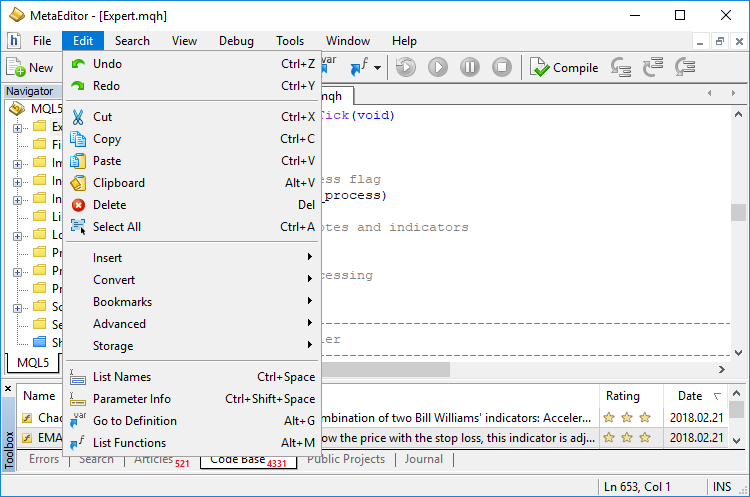 MetaEditor - [Expert.mqh]
File Edit Search View Debug Tools Window Help
New var Compile
Navigator
MQL5
Ex
Fi
Im
In
In
Li
Lo
Pr
Pr
Pr
Sc
Se
Sh
MQL5
Undo Ctrl+Z
Redo Ctrl+Y
Cut Ctrl+X
Copy Ctrl+C
Paste Ctrl+V
Clipboard Alt+V
Delete Del
Select All Ctrl+A
Insert
Convert
Bookmarks
Advanced
Storage
List Names Ctrl+Space
Parameter Info Ctrl+Shift+Space
Go to Definition Alt+G
List Functions Alt+M
mqh
Tick(void)
ess flag
_process)
otes and indicators
cessing
ler
Toolbox
Name Rating Date
Chao mbination of two Bill Williams' indicators: Acceler... 2018.02.21
EMA ow the price with the stop loss, this indicator is adj... 2018.02.21
Errors Search Articles 521 Code Base 4331 Public Projects Journal
Ln 653, Col 1 INS